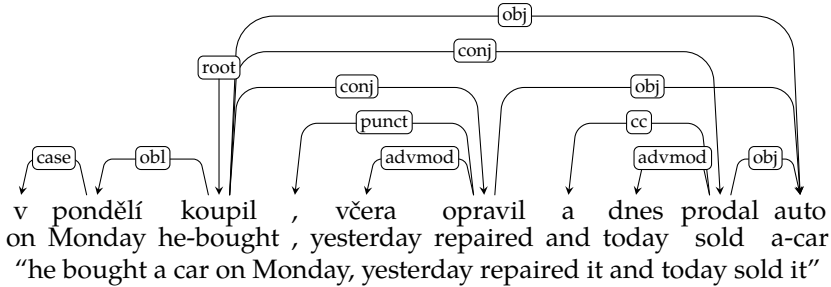 obj
conj
root
conj obj
punct cc
case obl advmod advmod obj
v pondělí koupil , včera opravil a dnes prodal auto
on Monday he-bought , yesterday repaired and today sold a-car
“he bought a car on Monday, yesterday repaired it and today sold it”